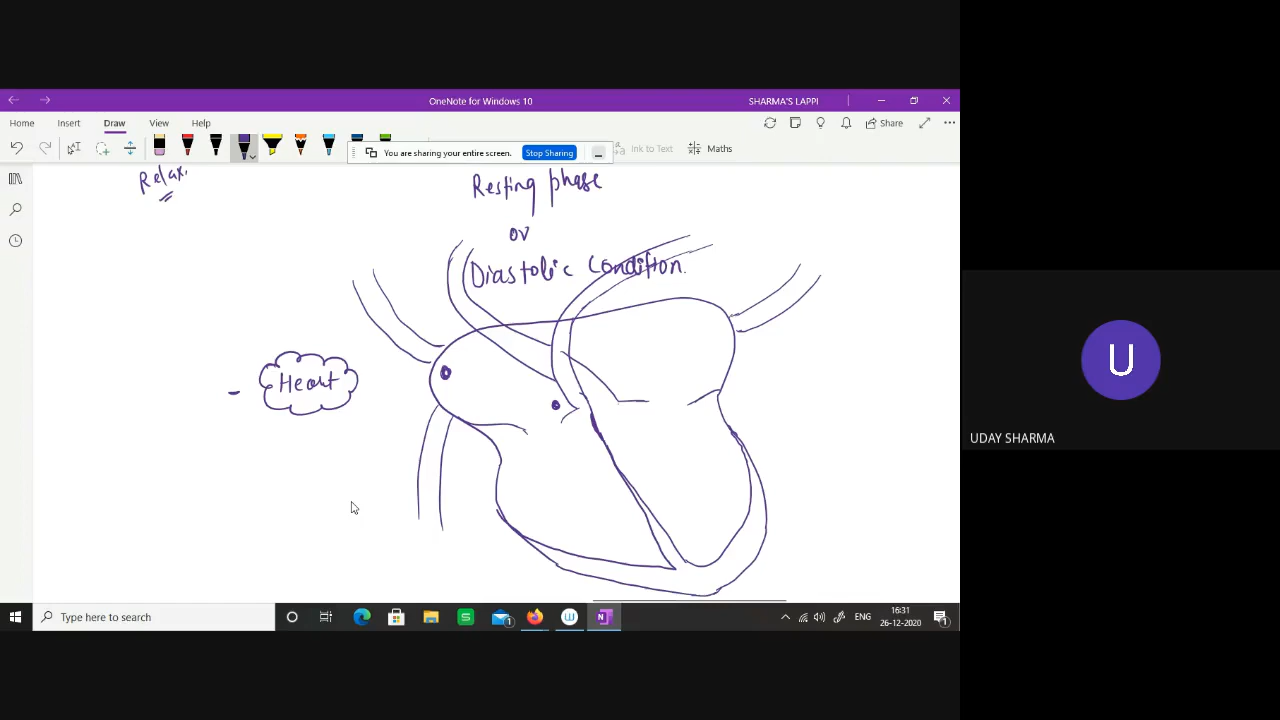 OneNote for Windows 10
SHARMA'S LAPPI
Home Insert Draw View Help
Share
You are sharing your entire screen.
Stop Sharing
Ink to Text
Maths
Relax.
Resting phase
or
Diastolic Condition.
- Heart
U
UDAY SHARMA
Type here to search
ENG
16:31
26-12-2020